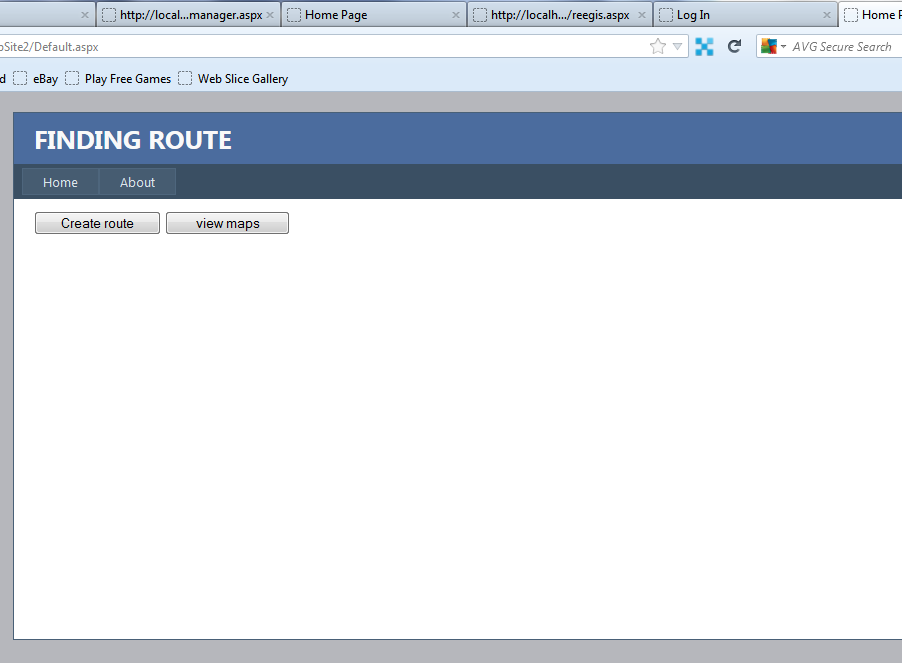 http://local...manager.aspx Home Page http://localh.../reegis.aspx Log In Home P
oSite2/Default.aspx AVG Secure Search
d eBay Play Free Games Web Slice Gallery
FINDING ROUTE
Home About
Create route view maps